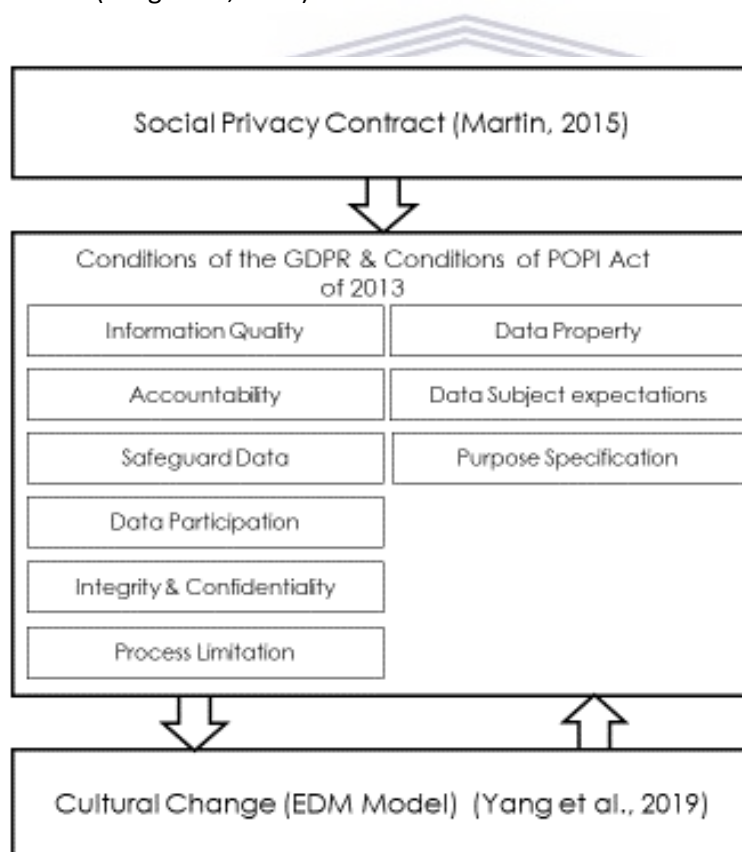 Social Privacy Contract (Martin, 2015)
Conditions of the GDPR & Conditions of POPI Act
of 2013
Information Quality
Data Property
Accountability
Data Subject expectations
Safeguard Data
Purpose Specification
Data Participation
Integrity & Confidentiality
Process Limitation
Cultural Change (EDM Model) (Yang et al., 2019)